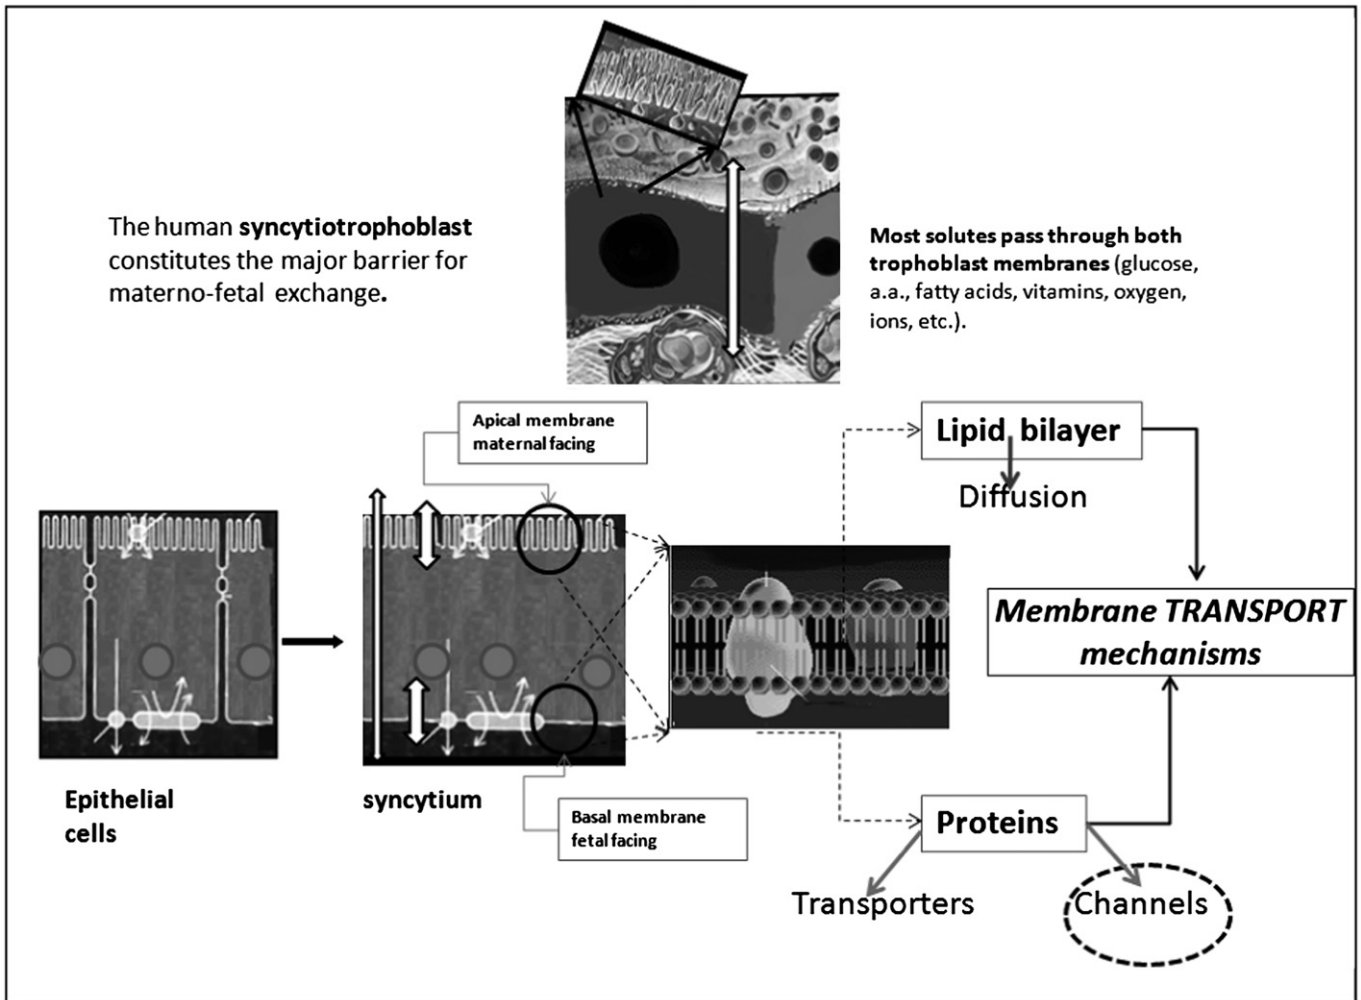 The human syncytiotrophoblast
constitutes the major barrier for
materno-fetal exchange.
Most solutes pass through both
trophoblast membranes (glucose,
a.a., fatty acids, vitamins, oxygen,
ions, etc.).
Apical membrane
maternal facing
Lipid bilayer
Diffusion
Membrane TRANSPORT
mechanisms
Epithelial
cells
syncytium
Basal membrane
fetal facing
Proteins
Transporters
Channels